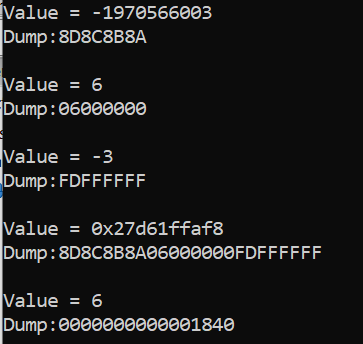 Value = -1970566003
Dump:8D8C8B8A
Value = 6
Dump:06000000
Value = -3
Dump:FDFFFFFF
Value = 0x27d61ffaf8
Dump:8D8C8B8A06000000FDFFFFFF
Value = 6
Dump:0000000000001840